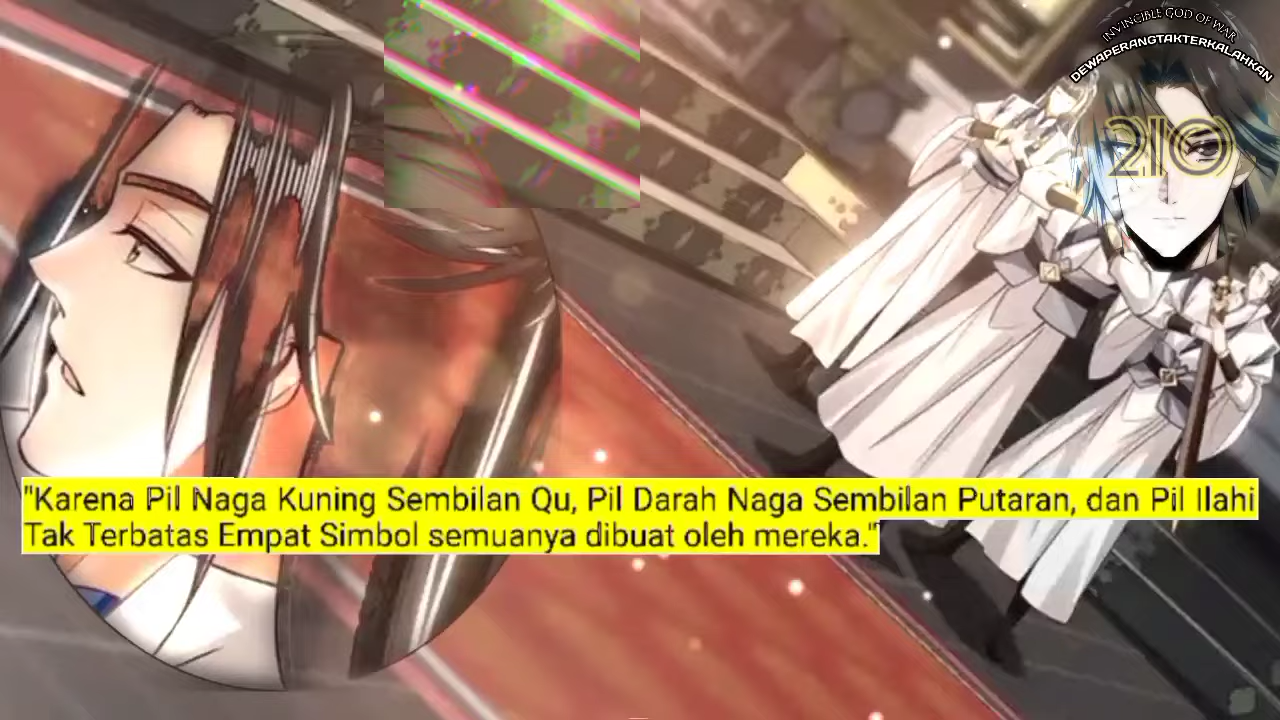 INVINCIBLE GOD OF WAR
DEWAPERANGTAKTERKALAHKAN
210
"Karena Pil Naga Kuning Sembilan Qu, Pil Darah Naga Sembilan Putaran, dan Pil Ilahi
Tak Terbatas Empat Simbol semuanya dibuat oleh mereka."